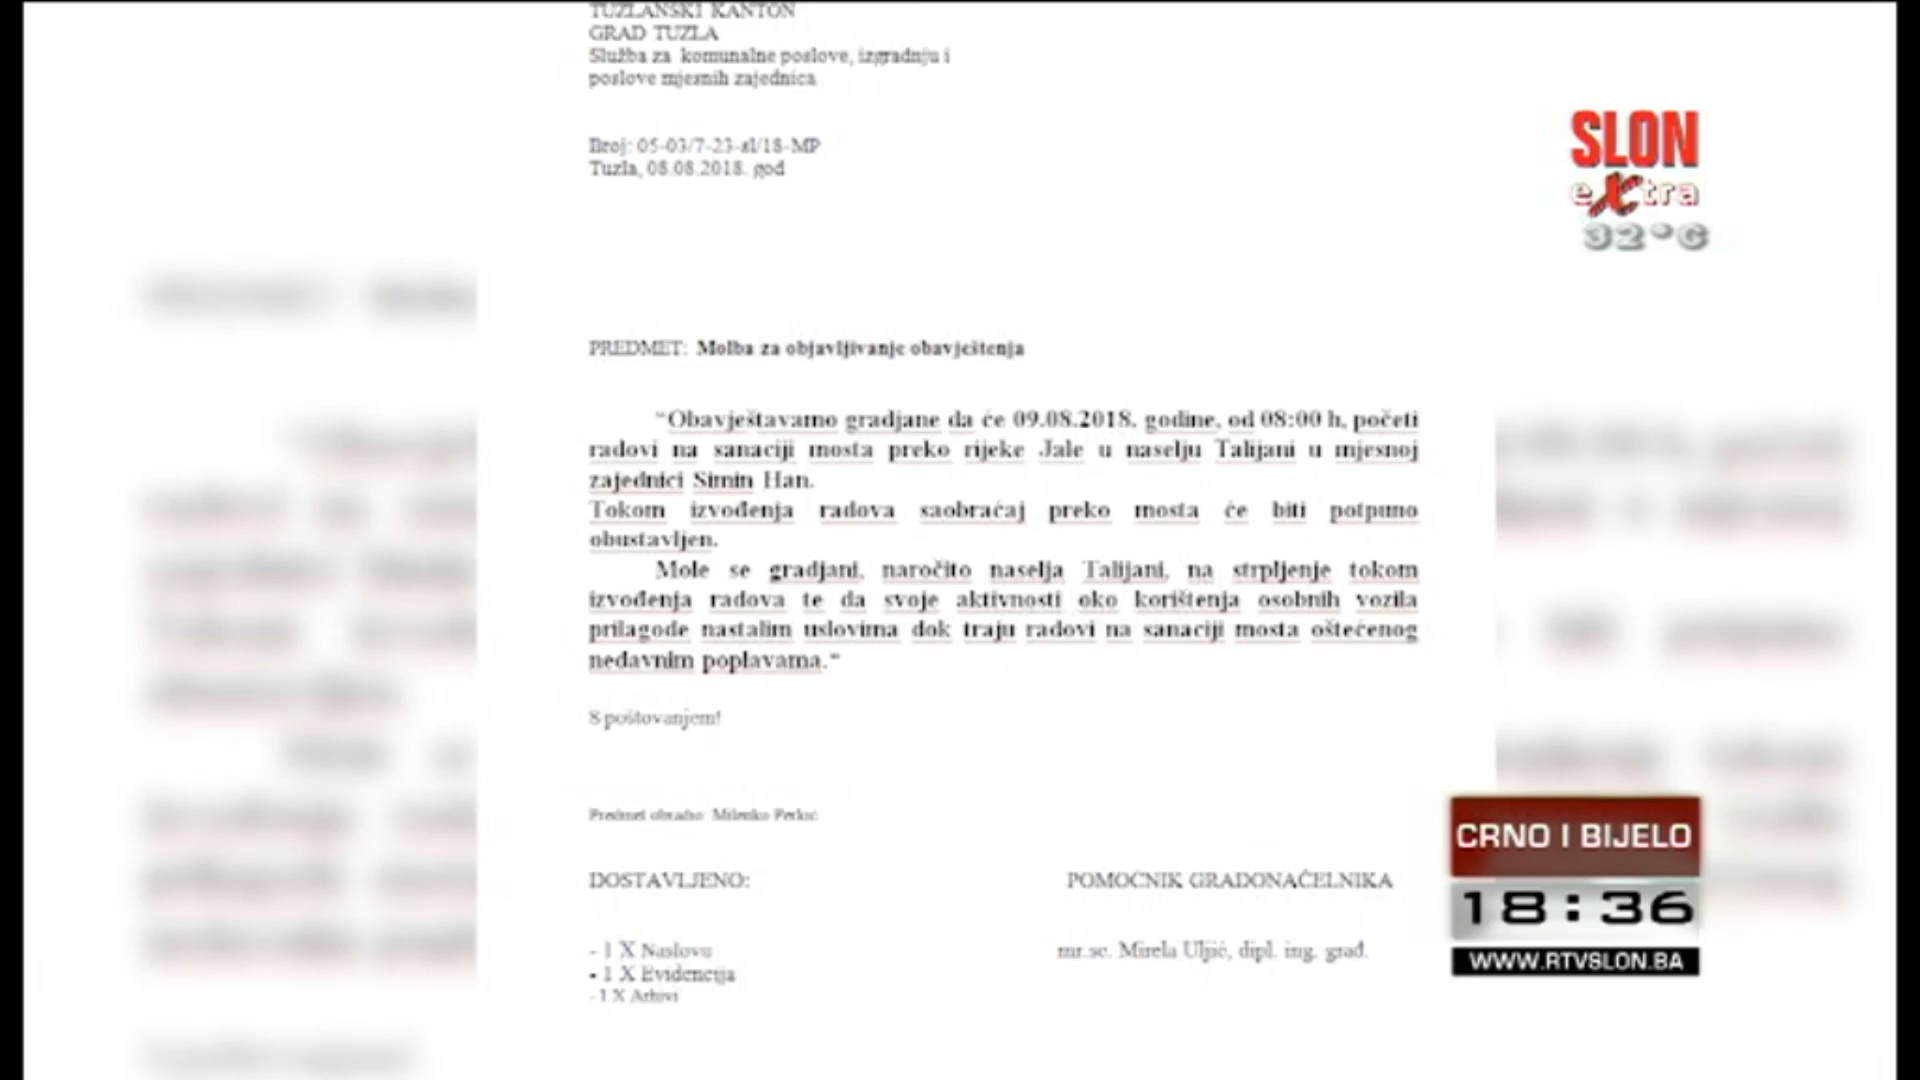 TUZLANSKI KANTON
GRAD TUZLA
Služba za komunalne poslove, izgradnju i
poslove mjesnih zajednica
Broj: 05-03/7-23-sl/18-MP
Tuzla, 08.08.2018. god
SLON
eXtra
32°C
PREDMET: Molba za objavljivanje obavještenja
"Obavještavamo gradjane da će 09.08.2018. godine, od 08:00 h, početi
radovi na sanaciji mosta preko rijeke Jale u naselju Talijani u mjesnoj
zajednici Simin Han.
Tokom izvođenja radova saobraćaj preko mosta će biti potpuno
obustavljen.
Mole se gradjani, naročito naselja Talijani, na strpljenje tokom
izvođenja radova te da svoje aktivnosti oko korištenja osobnih vozila
prilagode nastalim uslovima dok traju radovi na sanaciji mosta oštećenog
nedavnim poplavama."
S poštovanjem!
Predmet obradio: Milenko
DOSTAVLJENO:
POMOĆNIK GRADONAČELNIKA
- 1 X Naslovu
- 1 X Evidencija
- 1 X Arhivi
mr.sc. Mirela Uljić, dipl. ing. građ.
CRNO I BIJELO
18:36
WWW.RTVSLON.BA